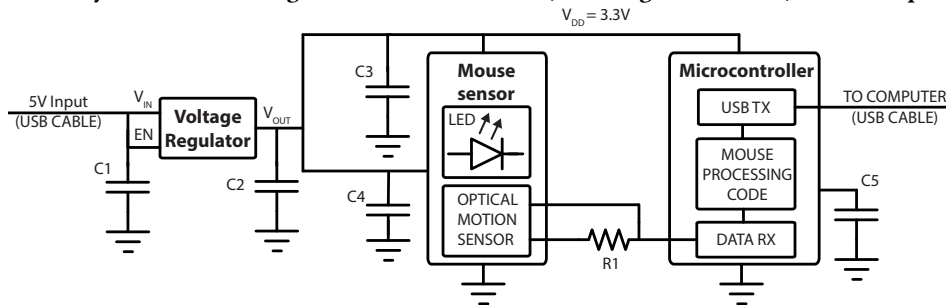 V_DD = 3.3V
C3
Mouse
sensor
Microcontroller
5V Input
(USB CABLE)
V_IN
EN
Voltage
Regulator
V_OUT
LED
USB TX
TO COMPUTER
(USB CABLE)
C1
C2
C4
OPTICAL
MOTION
SENSOR
MOUSE
PROCESSING
CODE
C5
R1
DATA RX